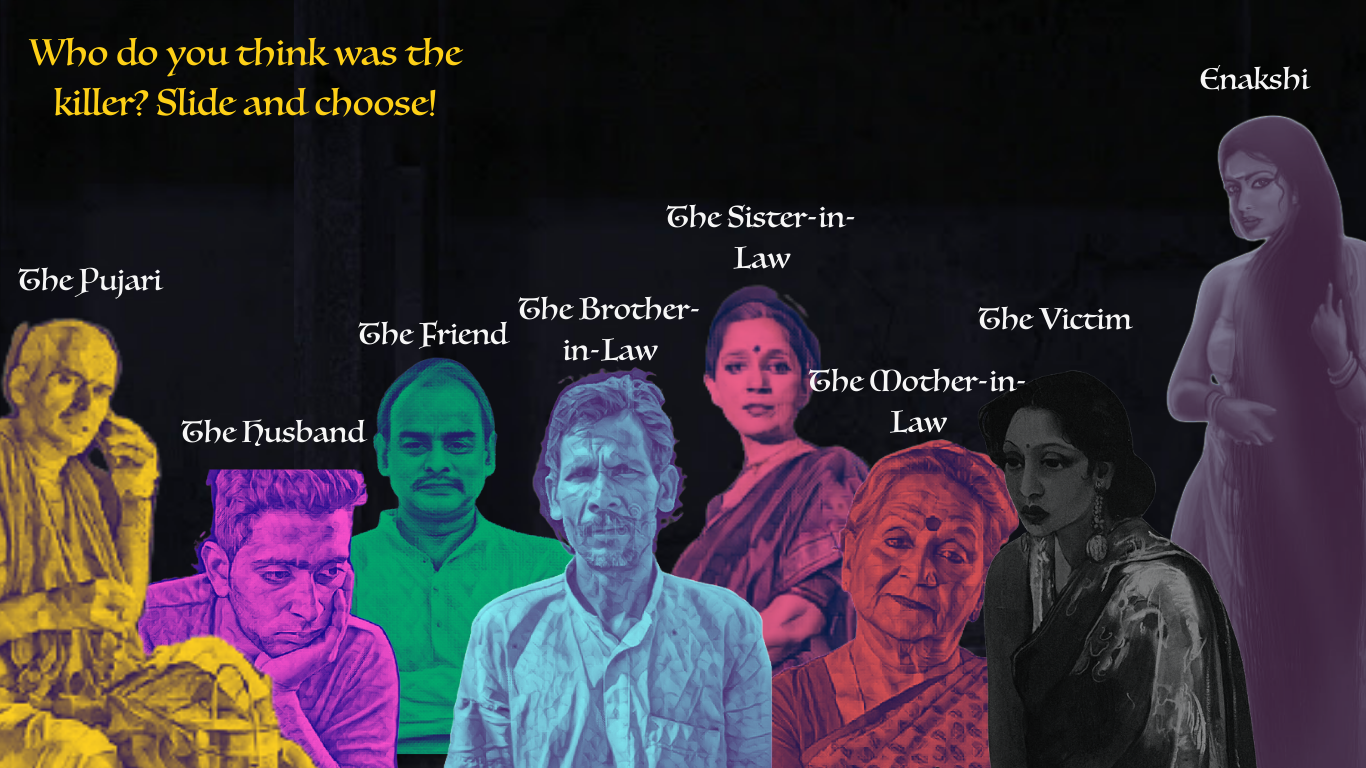 Who do you think was the
killer? Slide and choose!
Enakshi
The Sister-in-
Law
The Pujari
The Brother-
in-Law
The Friend
The Victim
The Mother-in-
Law
The Husband